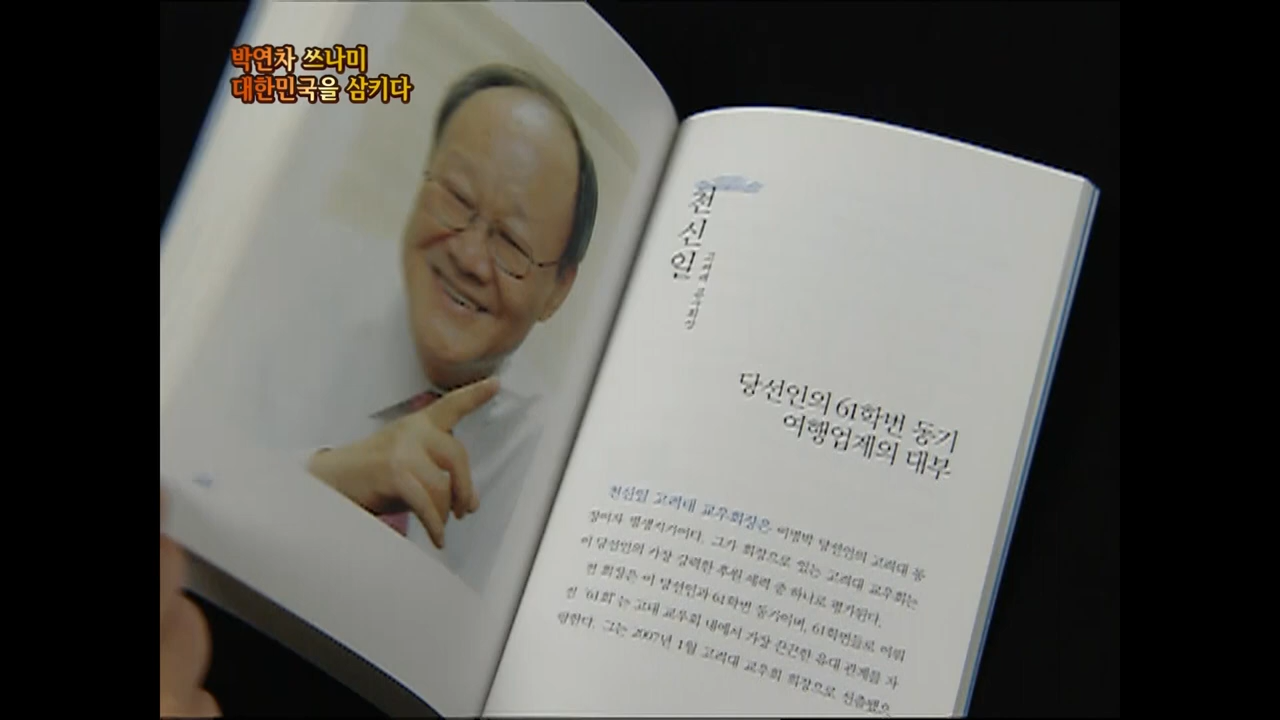 박연차 쓰나미
대한민국을 삼키다
천신일
고려대 교우회장
당선인의 61학번 동기
여행업계의 대부
천신일 고려대 교우회장은 이명박 당선인의 고려대 동
창이자 평생지기이다. 그가 회장으로 있는 고려대 교우회는
이 당선인의 가장 강력한 후원 세력 중 하나로 평가된다.
천 회장은 이 당선인과 61학번 동기이며, 61학번들로 이뤄
진 '61회'는 고대 교우회 내에서 가장 끈끈한 유대 관계를 자
랑한다. 그는 2007년 1월 고려대 교우회 회장으로 선출됐으